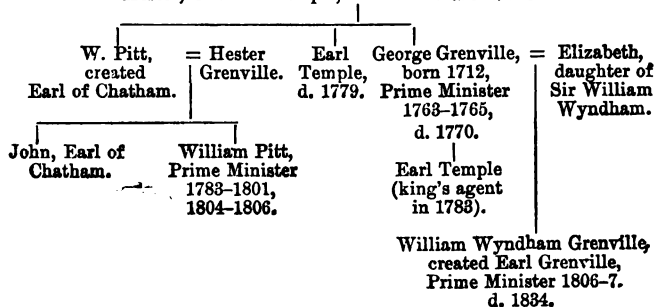 W. Pitt,
created
Earl of Chatham.
= Hester
Grenville.
Earl
Temple,
d. 1779.
George Grenville,
born 1712,
Prime Minister
1763–1765,
d. 1770.
= Elizabeth,
daughter of
Sir William
Wyndham.
John, Earl of
Chatham.
William Pitt,
Prime Minister
1783–1801,
1804–1806.
Earl Temple
(king's agent
in 1783).
William Wyndham Grenville,
created Earl Grenville,
Prime Minister 1806–7.
d. 1834.